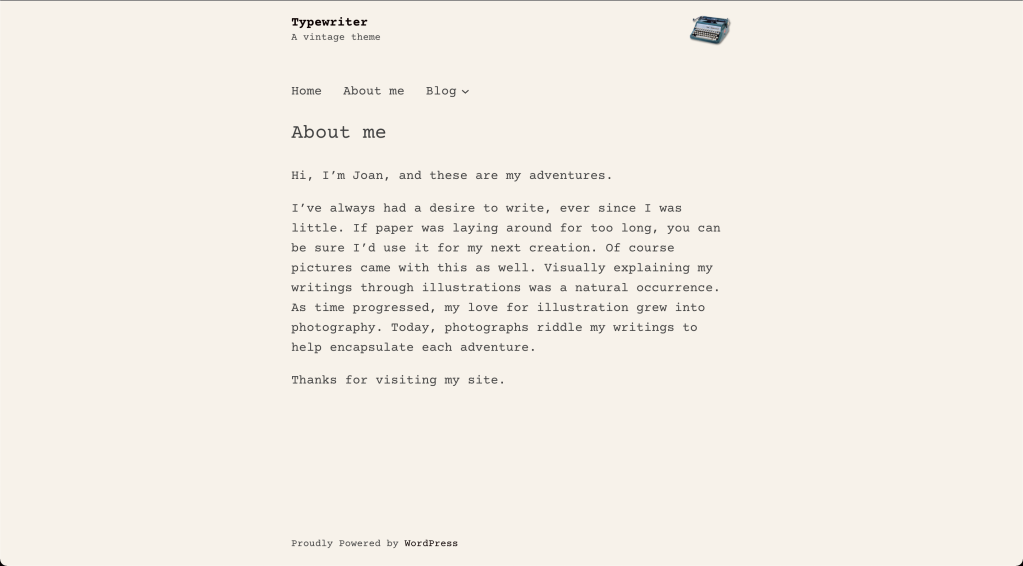 Typewriter
A vintage theme
Home About me Blog
About me
Hi, I’m Joan, and these are my adventures.
I’ve always had a desire to write, ever since I was
little. If paper was laying around for too long, you can
be sure I’d use it for my next creation. Of course
pictures came with this as well. Visually explaining my
writings through illustrations was a natural occurrence.
As time progressed, my love for illustration grew into
photography. Today, photographs riddle my writings to
help encapsulate each adventure.
Thanks for visiting my site.
Proudly Powered by WordPress